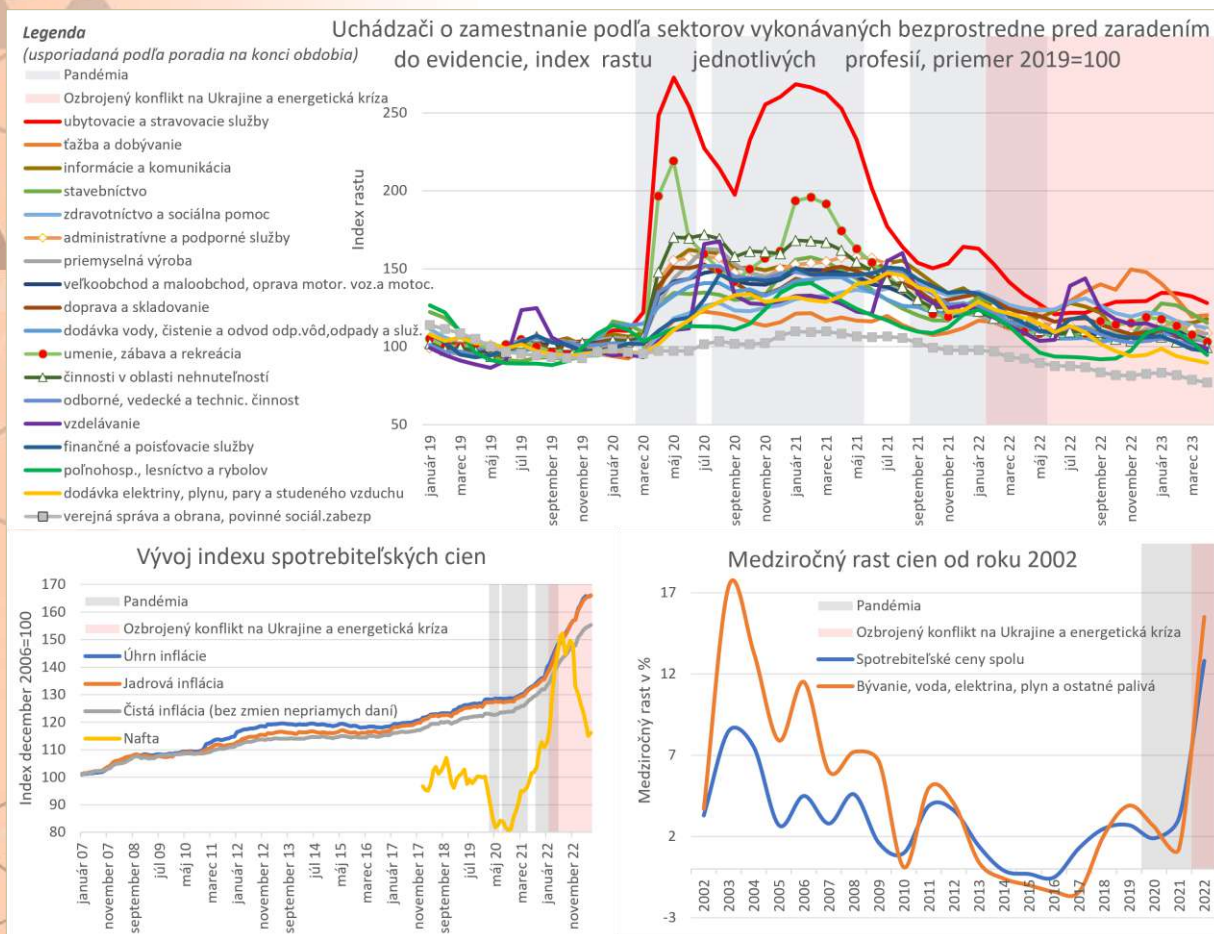 Uchádzači o zamestnanie podľa sektorov vykonávaných bezprostredne pred zaradením
do evidencie, index rastu jednotlivých profesií, priemer 2019=100
Legenda
(usporiadaná podľa poradia na konci obdobia)
Pandémia
Ozbrojený konflikt na Ukrajine a energetická kríza
ubytovacie a stravovacie služby
ťažba a dobývanie
informácie a komunikácia
stavebníctvo
zdravotníctvo a sociálna pomoc
administratívne a podporné služby
priemyselná výroba
veľkoobchod a maloobchod, oprava motor. voz.a motoc.
doprava a skladovanie
dodávka vody, čistenie a odvod odp.vôd,odpady a služ.
umenie, zábava a rekreácia
činnosti v oblasti nehnuteľností
odborné, vedecké a technic. činnost
vzdelávanie
finančné a poisťovacie služby
poľnohosp., lesníctvo a rybolov
dodávka elektriny, plynu, pary a studeného vzduchu
verejná správa a obrana, povinné sociál.zabezp
Index rastu
250
200
150
100
50
január 19
marec 19
máj 19
júl 19
september 19
november 19
január 20
marec 20
máj 20
júl 20
september 20
november 20
január 21
marec 21
máj 21
júl 21
september 21
november 21
január 22
marec 22
máj 22
júl 22
september 22
november 22
január 23
marec 23
Vývoj indexu spotrebiteľských cien
Index december 2006=100
170
160
150
140
130
120
110
100
90
80
Pandémia
Ozbrojený konflikt na Ukrajine a energetická kríza
Úhrn inflácie
Jadrová inflácia
Čistá inflácia (bez zmien nepriamych daní)
Nafta
január 07
november 07
september 08
júl 09
máj 10
marec 11
január 12
november 12
september 13
júl 14
máj 15
marec 16
január 17
november 17
september 18
júl 19
máj 20
marec 21
január 22
november 22
Medziročný rast cien od roku 2002
Medziročný rast v %
17
12
7
2
-3
Pandémia
Ozbrojený konflikt na Ukrajine a energetická kríza
Spotrebiteľské ceny spolu
Bývanie, voda, elektrina, plyn a ostatné palivá
2002
2003
2004
2005
2006
2007
2008
2009
2010
2011
2012
2013
2014
2015
2016
2017
2018
2019
2020
2021
2022